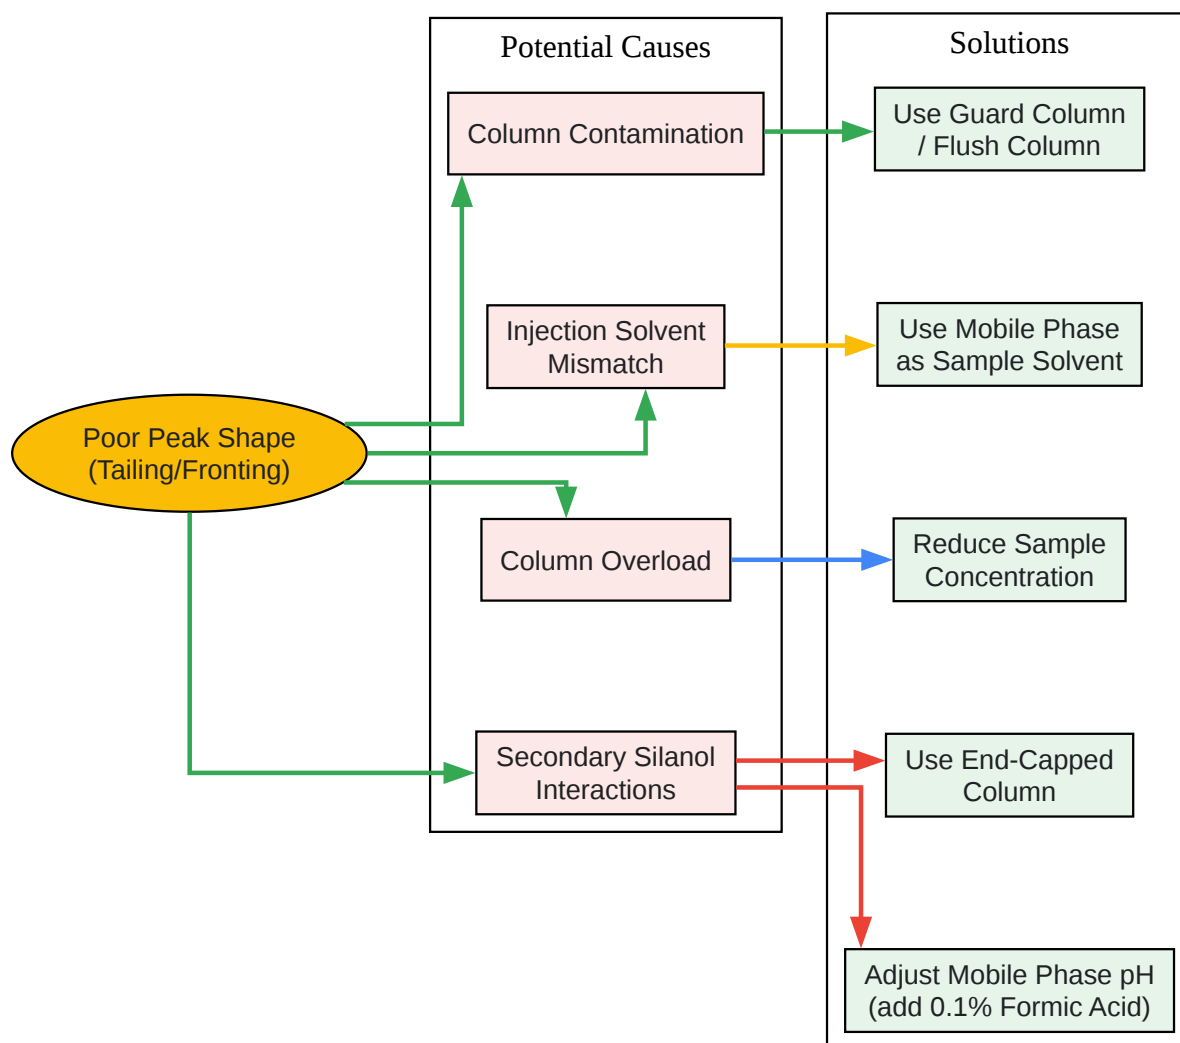 Potential Causes
Solutions
Column Contamination
Use Guard Column
/ Flush Column
Injection Solvent
Mismatch
Use Mobile Phase
as Sample Solvent
Poor Peak Shape
(Tailing/Fronting)
Column Overload
Reduce Sample
Concentration
Secondary Silanol
Interactions
Use End-Capped
Column
Adjust Mobile Phase pH
(add 0.1% Formic Acid)